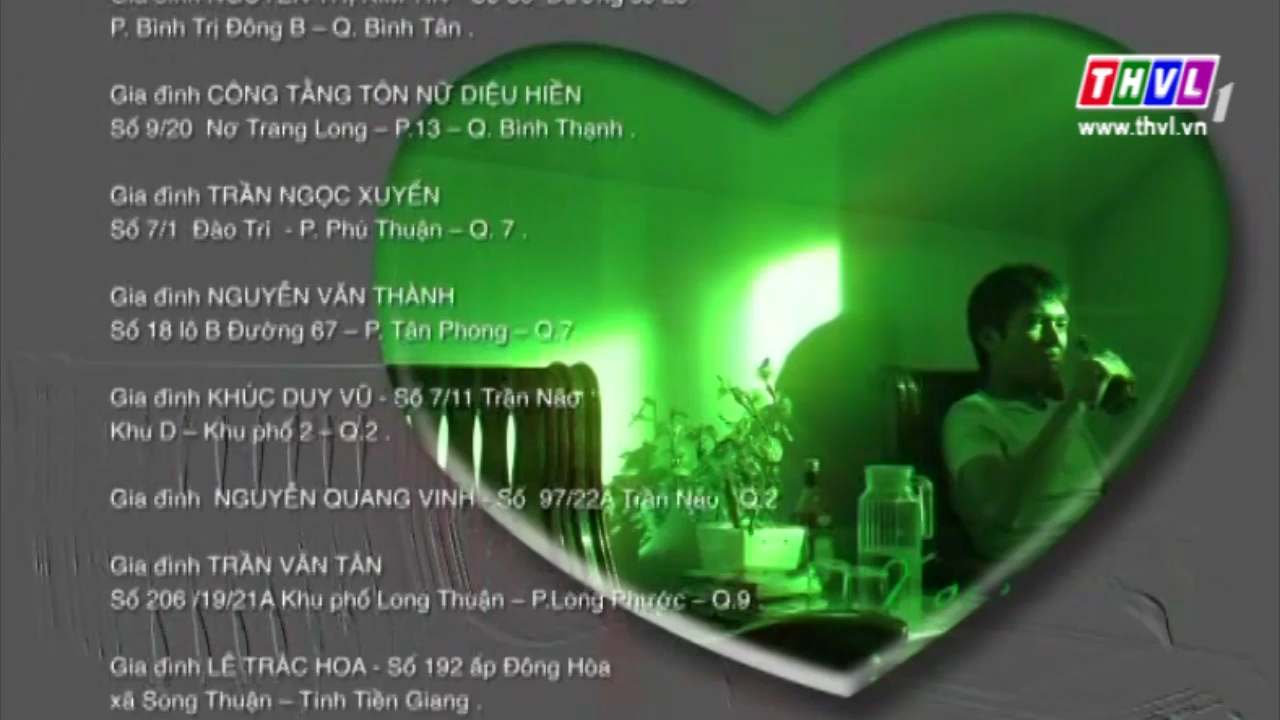 P. Bình Trị Đông B – Q. Bình Tân .
Gia đình CÔNG TẰNG TÔN NỮ DIỆU HIỀN
Số 9/20 Nơ Trang Long – P.13 – Q. Bình Thạnh .
Gia đình TRẦN NGỌC XUYẾN
Số 7/1 Đào Trí - P. Phú Thuận – Q. 7 .
Gia đình NGUYỄN VĂN THÀNH
Số 18 lô B Đường 67 – P. Tân Phong – Q.7
Gia đình KHÚC DUY VŨ - Số 7/11 Trần Não
Khu D – Khu phố 2 – Q.2 .
Gia đình NGUYỄN QUANG VINH - Số 97/22A Trần Não Q.2
Gia đình TRẦN VĂN TÂN
Số 206 /19/21A Khu phố Long Thuận – P.Long Phước – Q.9 .
Gia đình LÊ TRÁC HOA - Số 192 ấp Đông Hòa
xã Song Thuận – Tỉnh Tiền Giang .
THVL1
www.thvl.vn